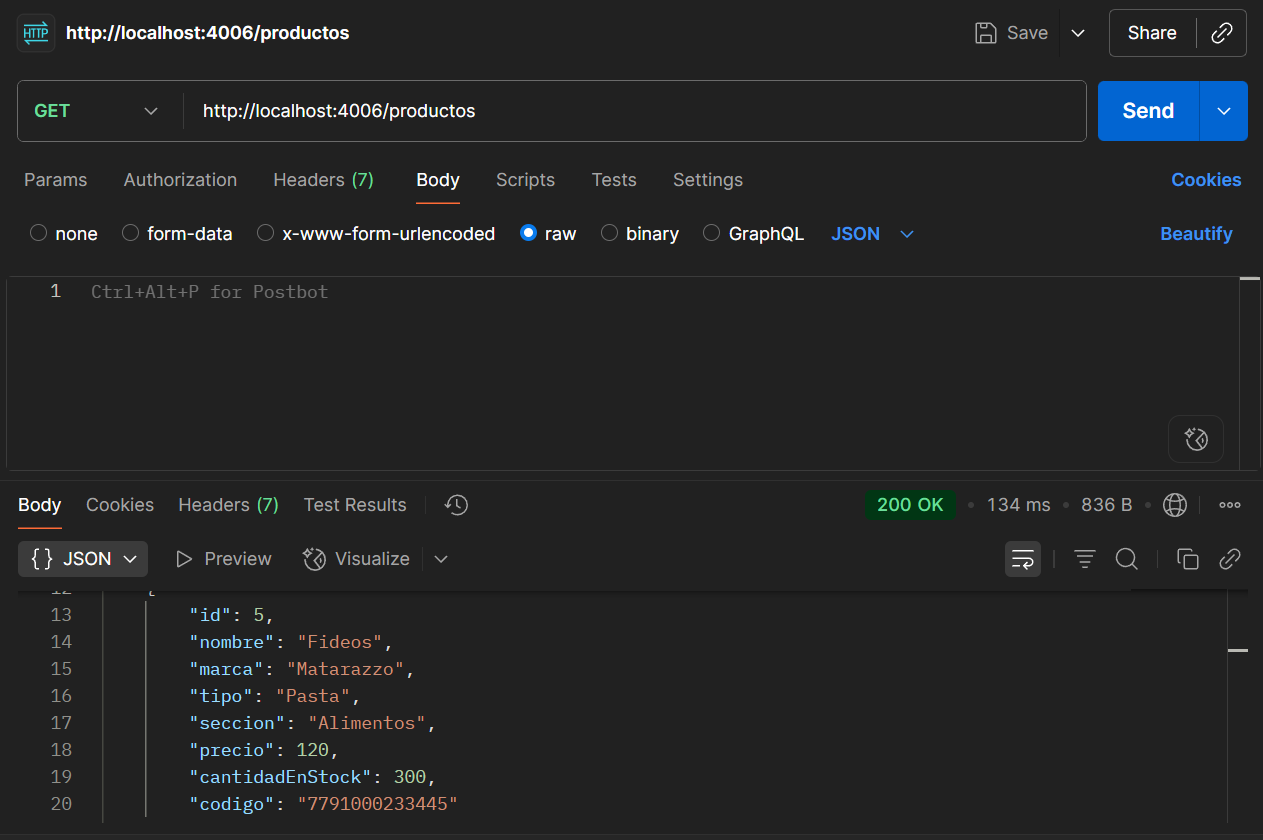 HTTP http://localhost:4006/productos Save Share
GET http://localhost:4006/productos Send
Params Authorization Headers (7) Body Scripts Tests Settings Cookies
none form-data x-www-form-urlencoded raw binary GraphQL JSON Beautify
1 Ctrl+Alt+P for Postbot
Body Cookies Headers (7) Test Results 200 OK • 134 ms • 836 B •
{} JSON Preview Visualize
12 {
13 "id": 5,
14 "nombre": "Fideos",
15 "marca": "Matarazzo",
16 "tipo": "Pasta",
17 "seccion": "Alimentos",
18 "precio": 120,
19 "cantidadEnStock": 300,
20 "codigo": "7791000233445"